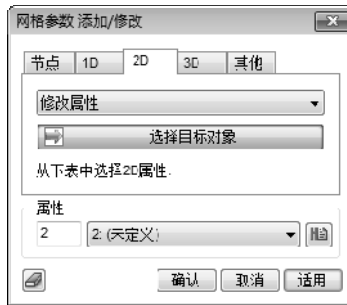 网格参数 添加/修改
节点 1D 2D 3D 其他
修改属性
选择目标对象
从下表中选择2D属性.
属性
2 2: (未定义)
确认 取消 适用